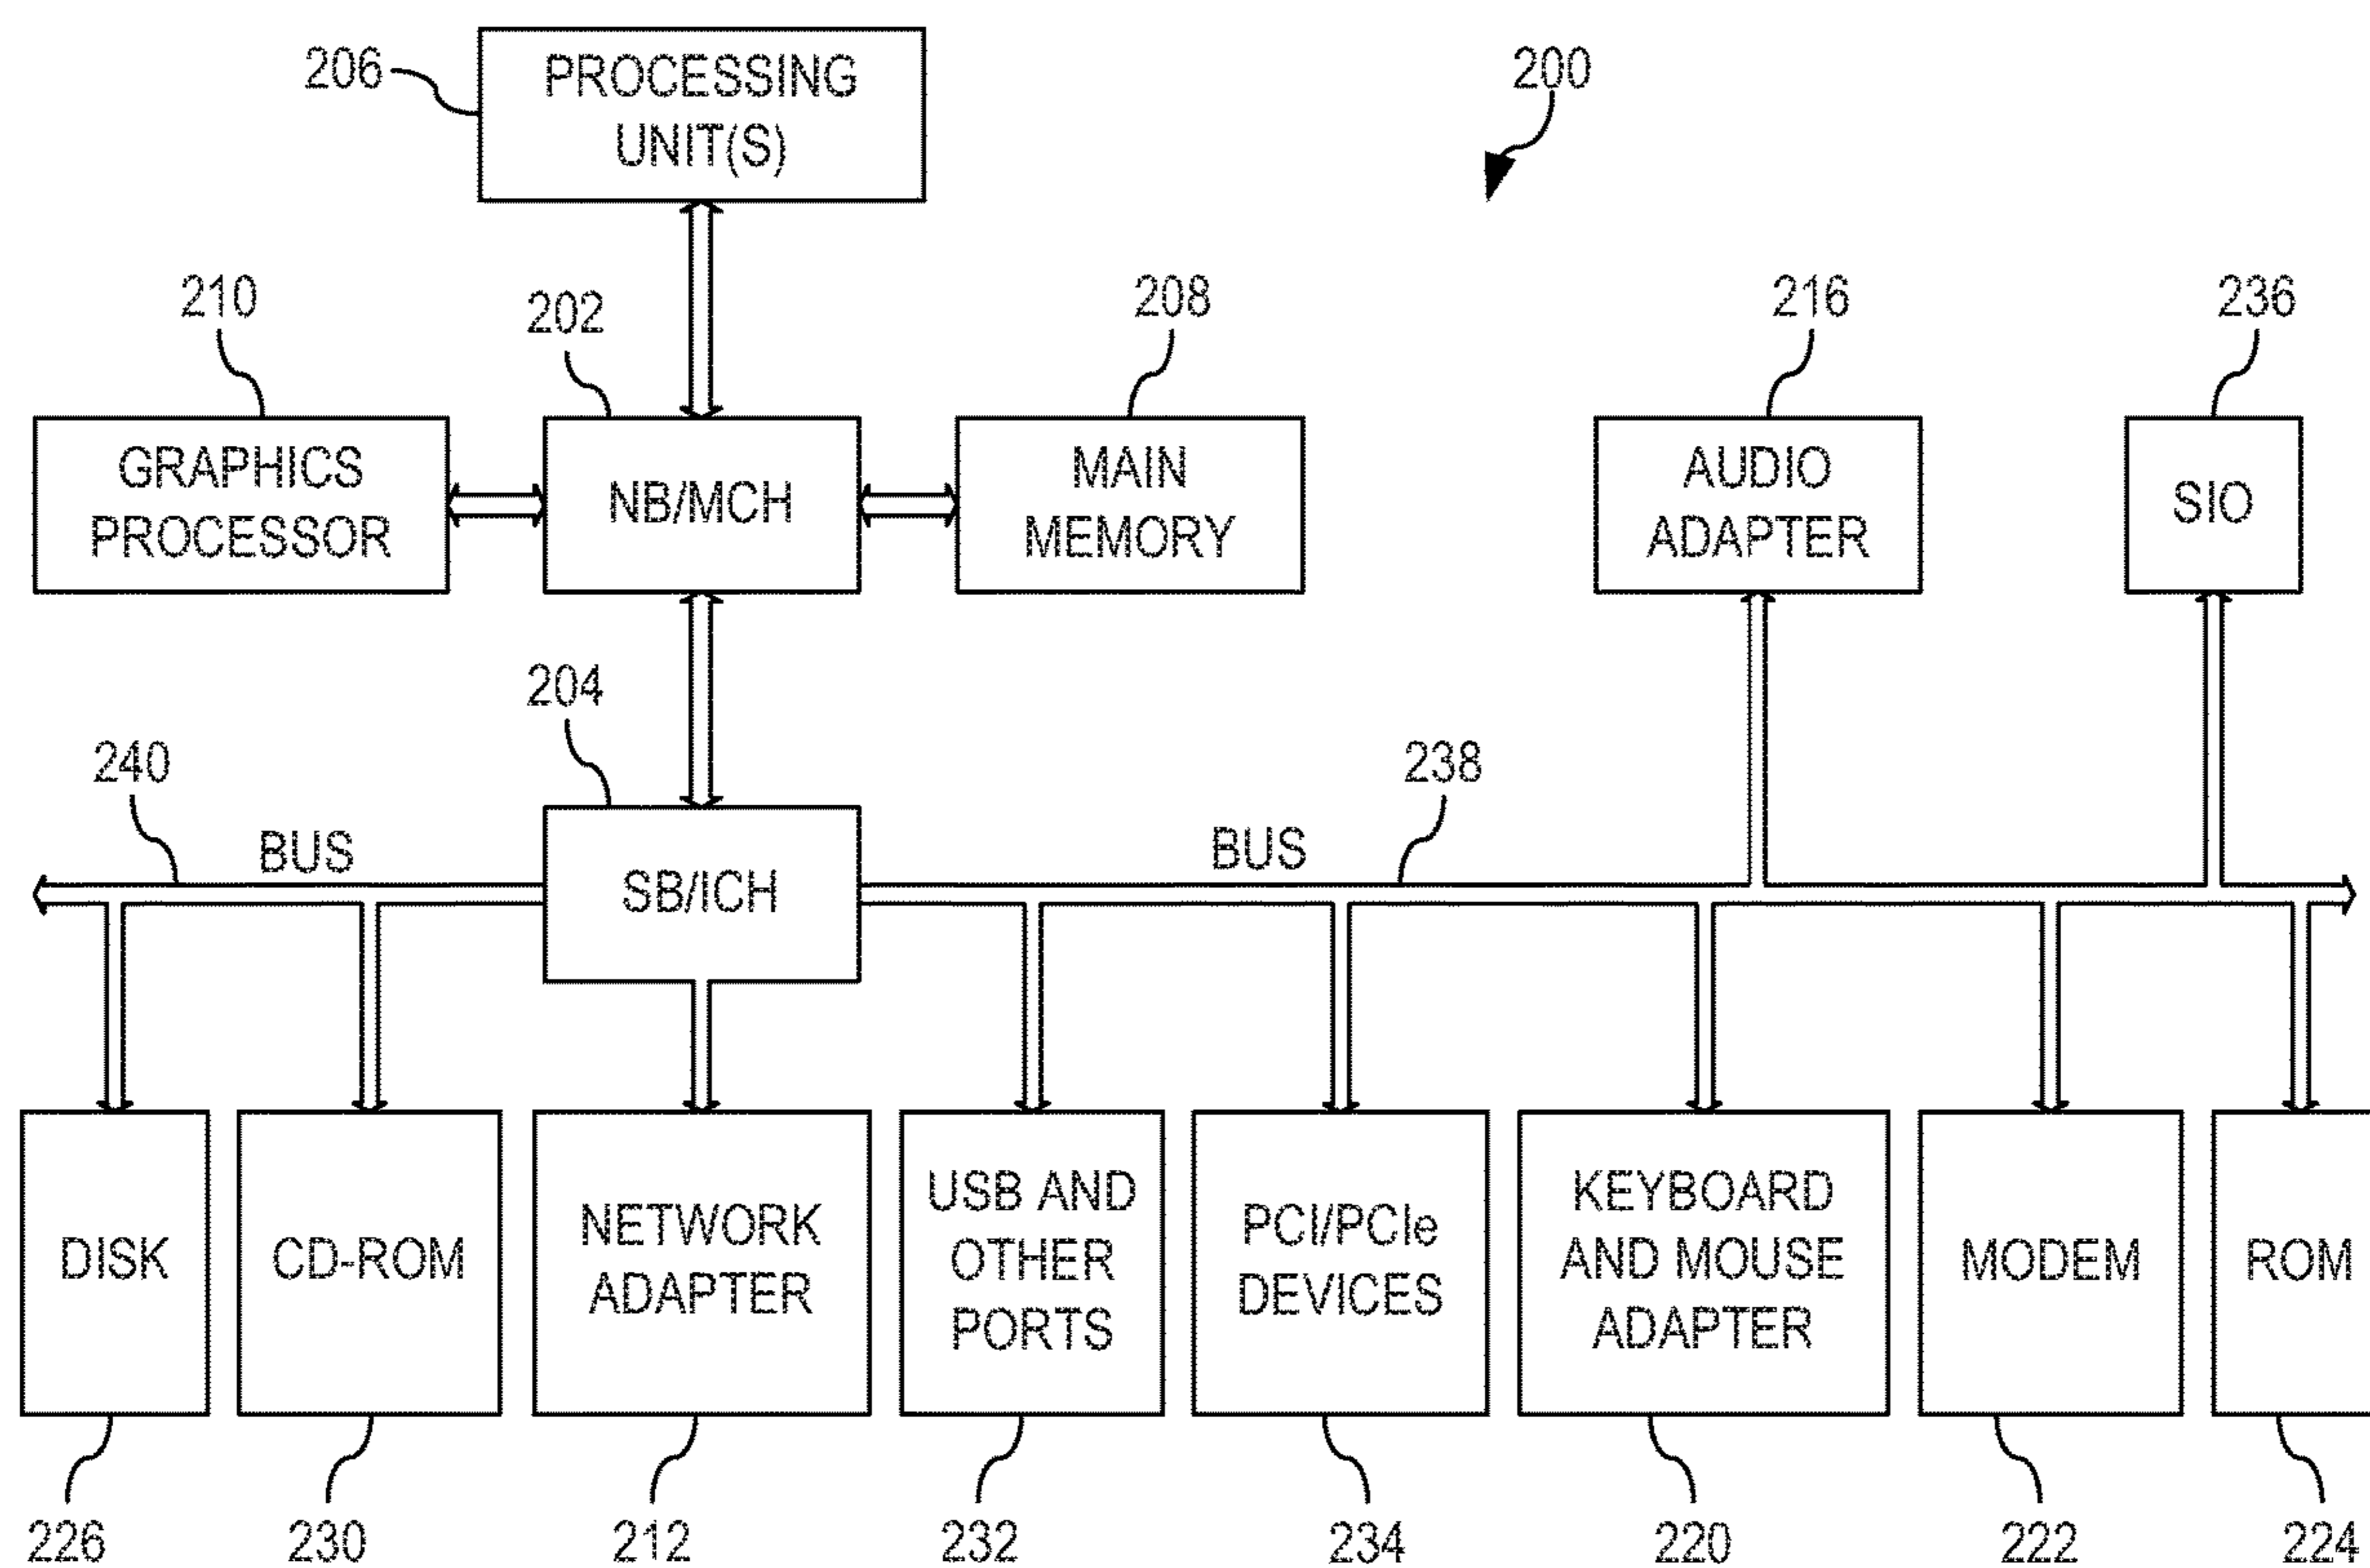 206
PROCESSING
UNIT(S)
200
210
202
208
216
236
GRAPHICS
PROCESSOR
NB/MCH
MAIN
MEMORY
AUDIO
ADAPTER
SIO
204
240
238
BUS
BUS
SB/ICH
DISK
CD-ROM
NETWORK
ADAPTER
USB AND
OTHER
PORTS
PCI/PCIe
DEVICES
KEYBOARD
AND MOUSE
ADAPTER
MODEM
ROM
226
230
212
232
234
220
222
224